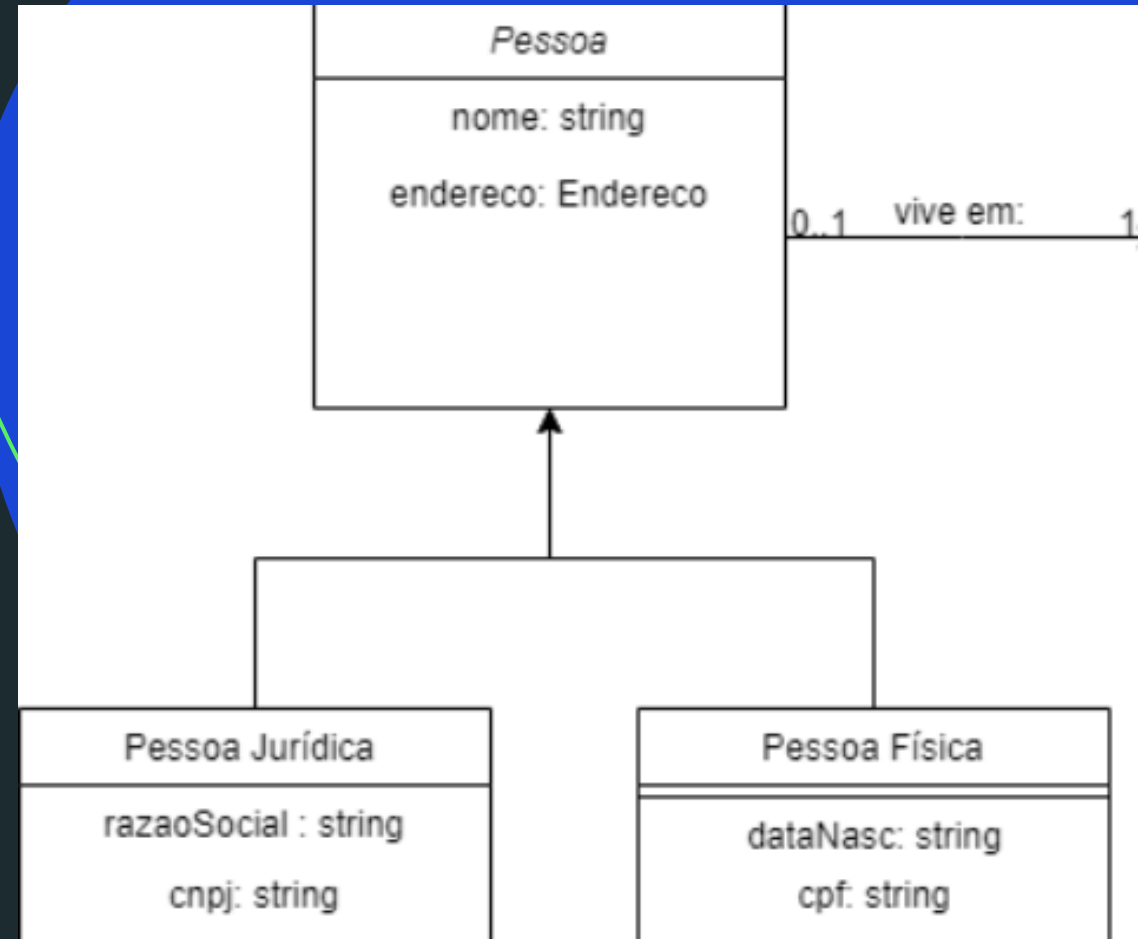 Pessoa
nome: string
endereco: Endereco
0..1
vive em:
1
Pessoa Jurídica
razaoSocial : string
cnpj: string
Pessoa Física
dataNasc: string
cpf: string